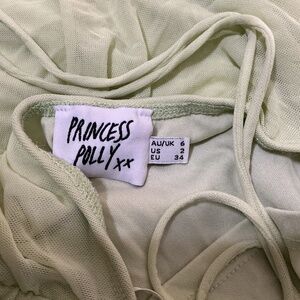 PRINCESS
POLLY xx
AU/UK 6
US 2
EU 34